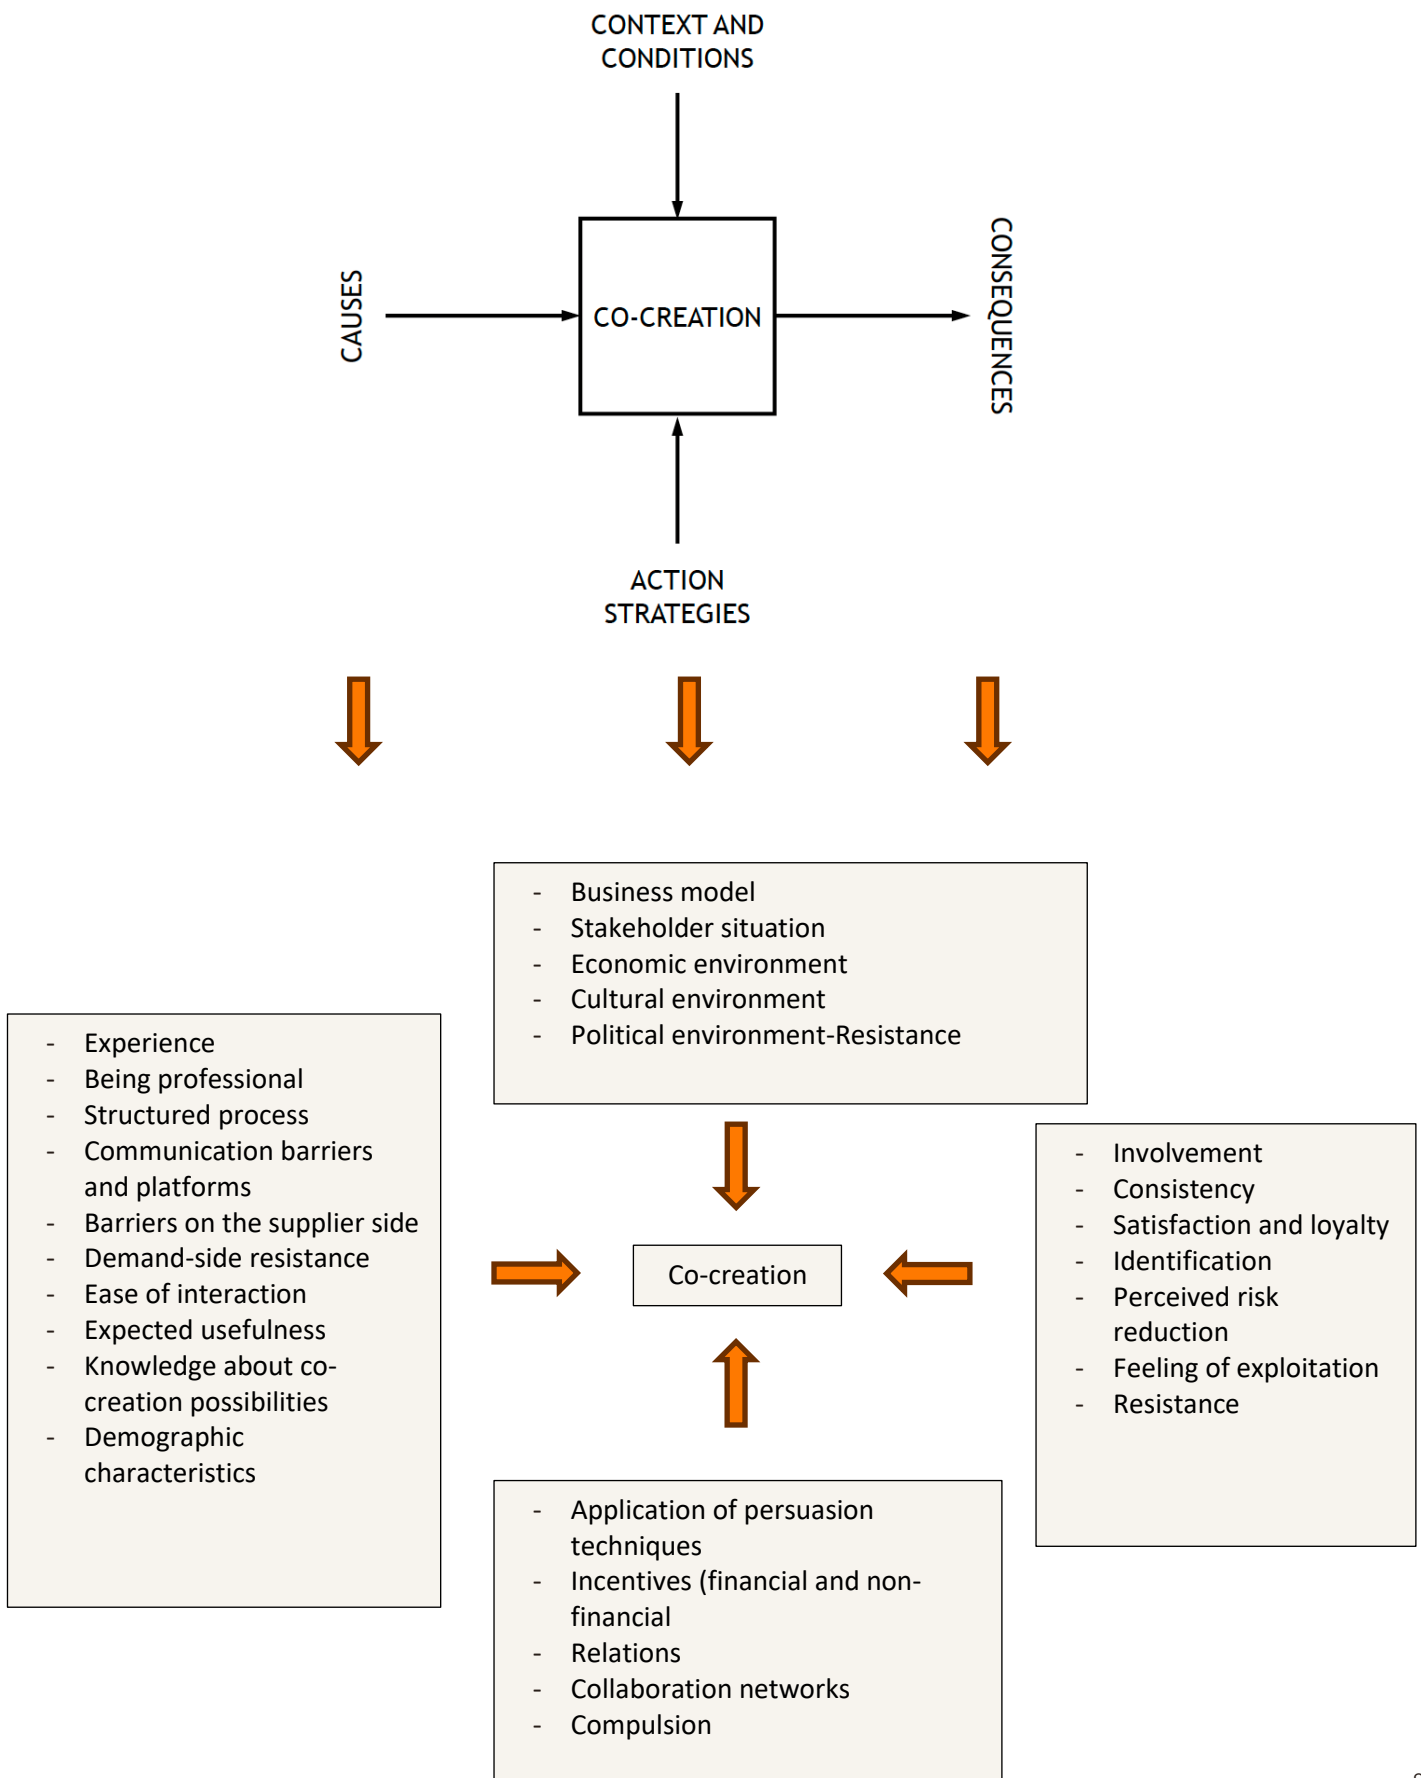 CONTEXT AND
CONDITIONS
CAUSES
CO-CREATION
CONSEQUENCES
ACTION
STRATEGIES
- Business model
- Stakeholder situation
- Economic environment
- Cultural environment
- Political environment-Resistance
- Experience
- Being professional
- Structured process
- Communication barriers
and platforms
- Barriers on the supplier side
- Demand-side resistance
- Ease of interaction
- Expected usefulness
- Knowledge about co-
creation possibilities
- Demographic
characteristics
Co-creation
- Involvement
- Consistency
- Satisfaction and loyalty
- Identification
- Perceived risk
reduction
- Feeling of exploitation
- Resistance
- Application of persuasion
techniques
- Incentives (financial and non-
financial
- Relations
- Collaboration networks
- Compulsion